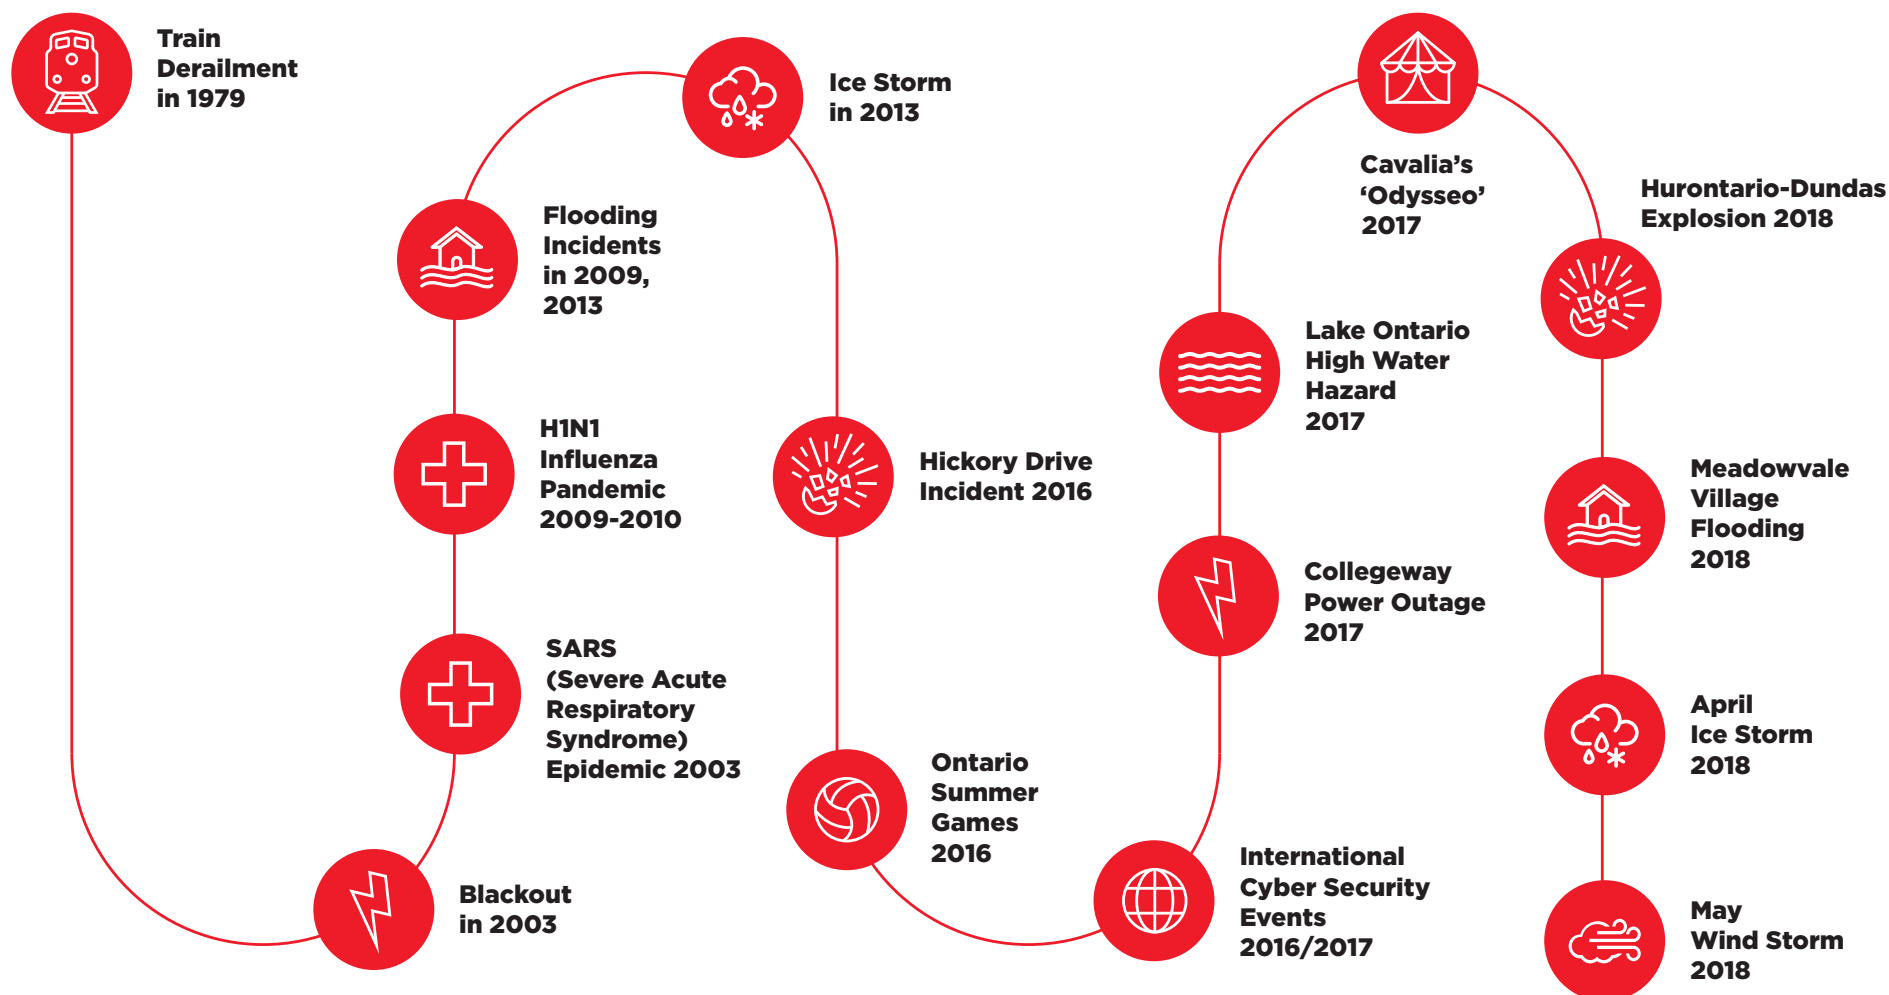 Train
Derailment
in 1979
Blackout
in 2003
SARS
(Severe Acute
Respiratory
Syndrome)
Epidemic 2003
H1N1
Influenza
Pandemic
2009-2010
Flooding
Incidents
in 2009,
2013
Ice Storm
in 2013
Hickory Drive
Incident 2016
Ontario
Summer
Games
2016
International
Cyber Security
Events
2016/2017
Collegeway
Power Outage
2017
Lake Ontario
High Water
Hazard
2017
Cavalia’s
‘Odysseo’
2017
Hurontario-Dundas
Explosion 2018
Meadowvale
Village
Flooding
2018
April
Ice Storm
2018
May
Wind Storm
2018